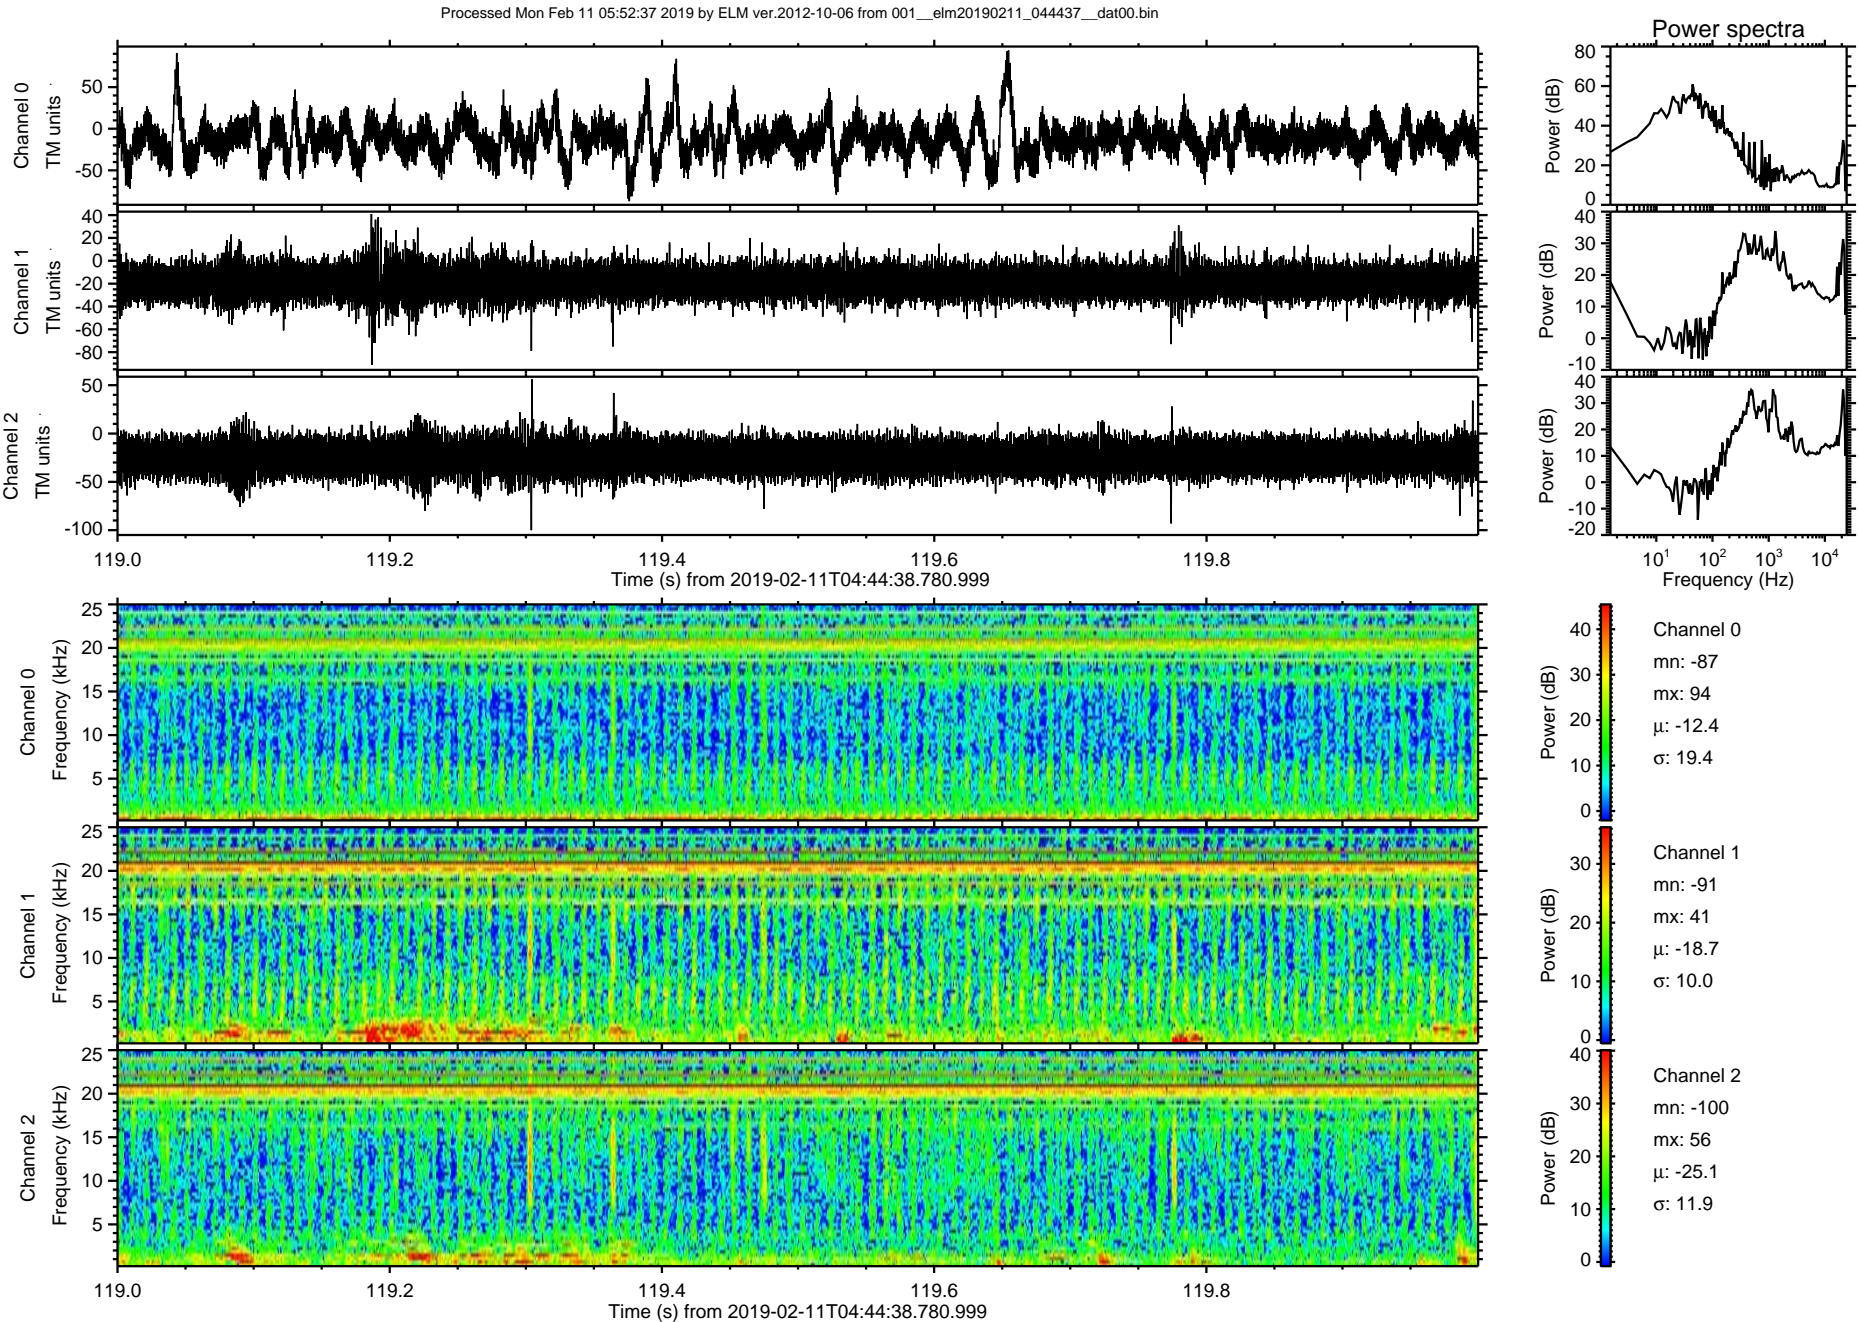 Processed Mon Feb 11 05:52:37 2019 by ELM ver.2012-10-06 from 001__elm20190211_044437__dat00.bin
Power spectra
Channel 0
TM units
50
0
-50
Power (dB)
80
60
40
20
0
Channel 1
TM units
40
20
0
-20
-40
-60
-80
Power (dB)
40
30
20
10
0
-10
Channel 2
TM units
50
0
-50
-100
Power (dB)
40
30
20
10
0
-10
-20
119.0 119.2 119.4 119.6 119.8
Time (s) from 2019-02-11T04:44:38.780.999
10^1 10^2 10^3 10^4
Frequency (Hz)
Channel 0
Frequency (kHz)
25
20
15
10
5
Power (dB)
40
30
20
10
0
Channel 0
mn: -87
mx: 94
μ: -12.4
σ: 19.4
Channel 1
Frequency (kHz)
25
20
15
10
5
Power (dB)
30
20
10
0
Channel 1
mn: -91
mx: 41
μ: -18.7
σ: 10.0
Channel 2
Frequency (kHz)
25
20
15
10
5
Power (dB)
40
30
20
10
0
Channel 2
mn: -100
mx: 56
μ: -25.1
σ: 11.9
119.0 119.2 119.4 119.6 119.8
Time (s) from 2019-02-11T04:44:38.780.999